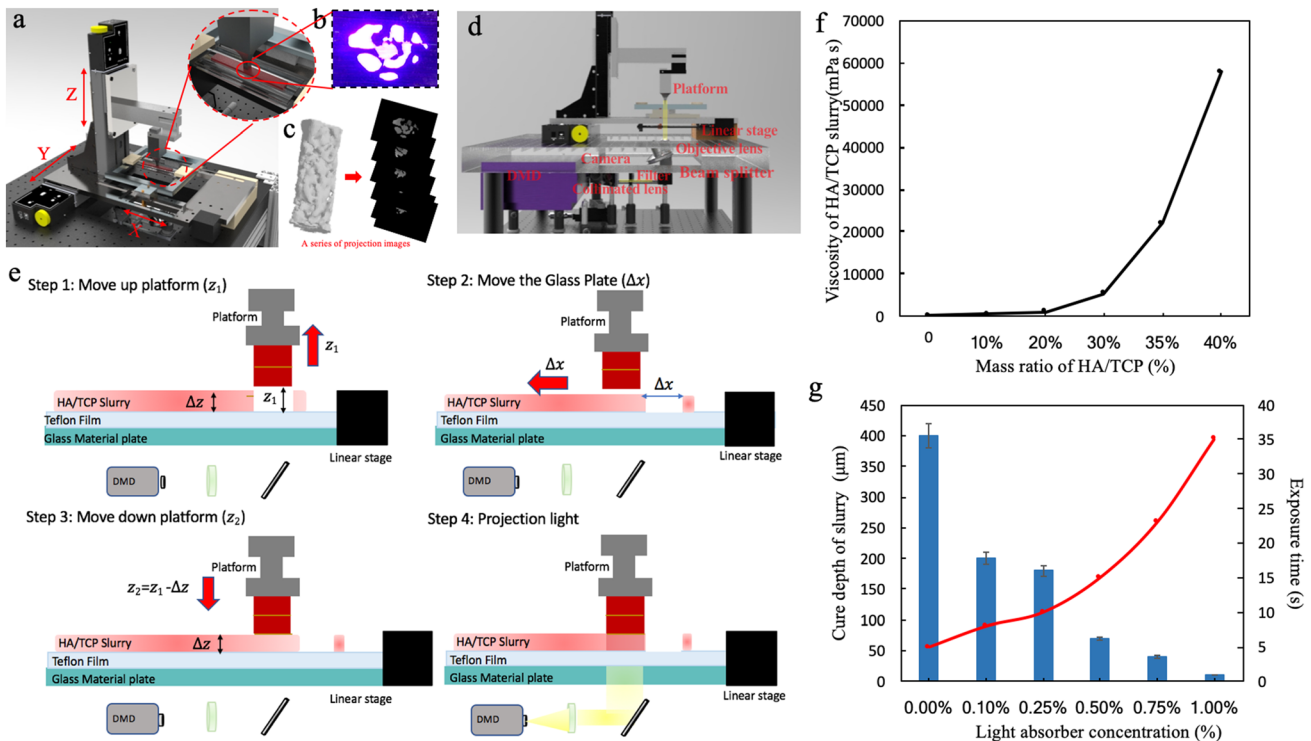 a
Z
Y
X
b
c
A series of projection images
d
Platform
Linear stage
Objective lens
Camera
Beam splitter
DMD
Filter
Collimated lens
e
Step 1: Move up platform (z₁)
Platform
z₁
HA/TCP Slurry
Δz
z₁
Teflon Film
Glass Material plate
Linear stage
DMD
Step 2: Move the Glass Plate (Δx)
Platform
Δx
Δx
HA/TCP Slurry
Teflon Film
Glass Material plate
Linear stage
DMD
Step 3: Move down platform (z₂)
Platform
z₂=z₁ -Δz
HA/TCP Slurry
Δz
Teflon Film
Glass Material plate
Linear stage
DMD
Step 4: Projection light
Platform
HA/TCP Slurry
Teflon Film
Glass Material plate
Linear stage
DMD
f
Viscosity of HA/TCP slurry(mPa s)
70000
60000
50000
40000
30000
20000
10000
0
0 10% 20% 30% 35% 40%
Mass ratio of HA/TCP (%)
g
Cure depth of slurry (μm)
450
400
350
300
250
200
150
100
50
0
40
35
30
25
20
15
10
5
0
Exposure time (s)
0.00% 0.10% 0.25% 0.50% 0.75% 1.00%
Light absorber concentration (%)